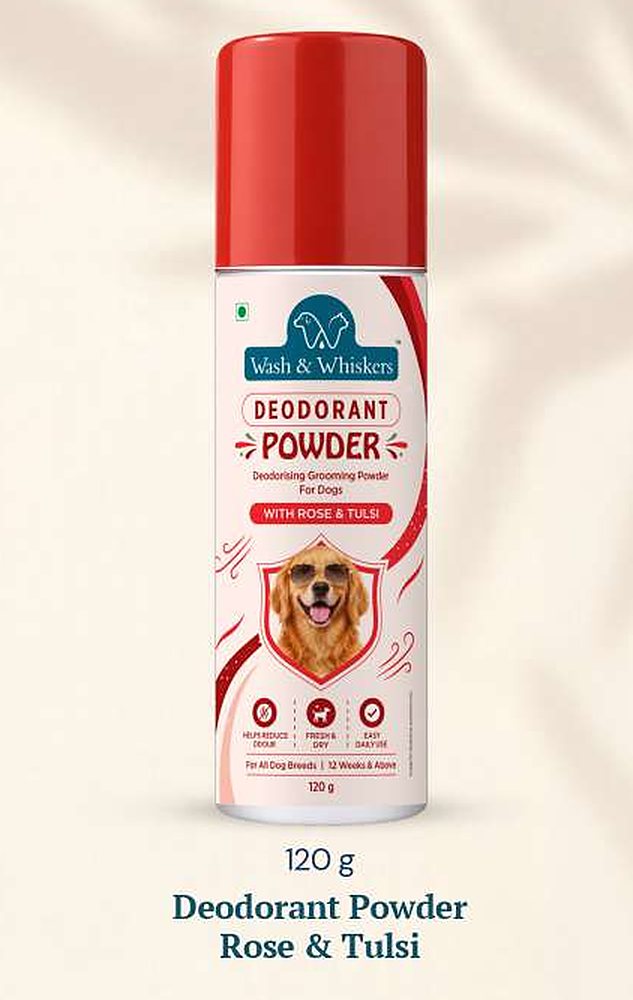 Wash & Whiskers
TM
DEODORANT
POWDER
Deodorising Grooming Powder
For Dogs
WITH ROSE & TULSI
HELPS REDUCE
ODOUR
FRESH &
DRY
EASY
DAILY USE
For All Dog Breeds | 12 Weeks & Above
120 g
120 g
Deodorant Powder
Rose & Tulsi